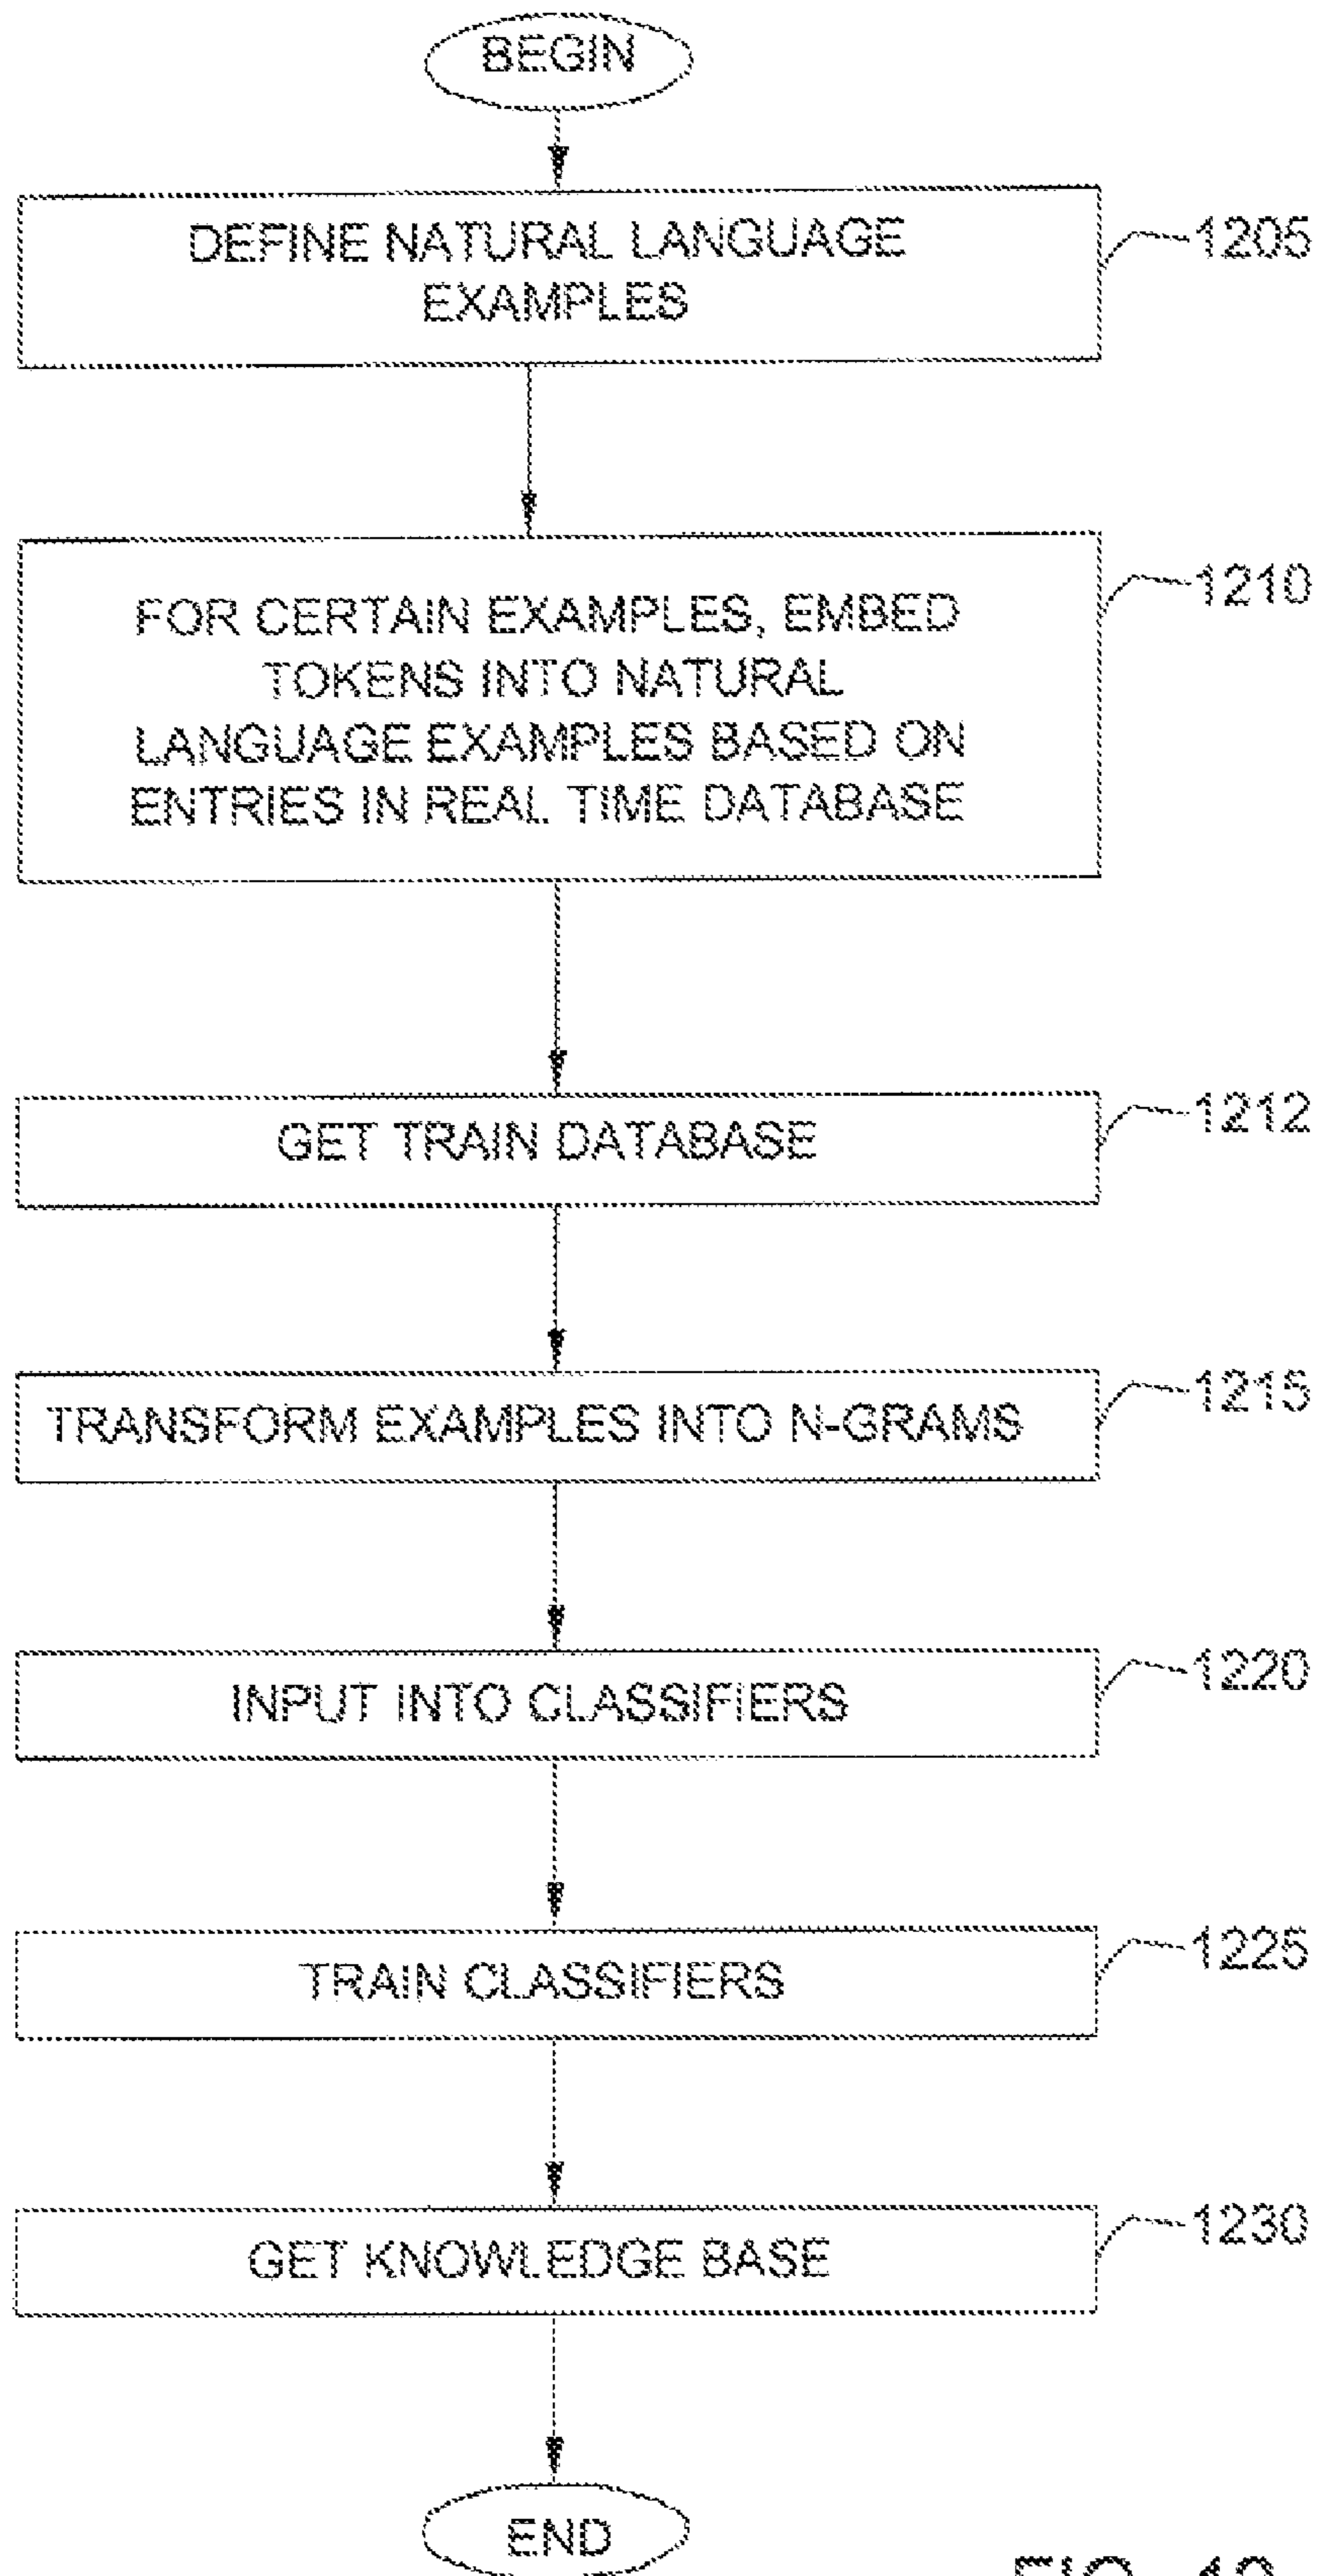 BEGIN
DEFINE NATURAL LANGUAGE
EXAMPLES
1205
FOR CERTAIN EXAMPLES, EMBED
TOKENS INTO NATURAL
LANGUAGE EXAMPLES BASED ON
ENTRIES IN REAL TIME DATABASE
1210
GET TRAIN DATABASE
1212
TRANSFORM EXAMPLES INTO N-GRAMS
1215
INPUT INTO CLASSIFIERS
1220
TRAIN CLASSIFIERS
1225
GET KNOWLEDGE BASE
1230
END
FIG. 12